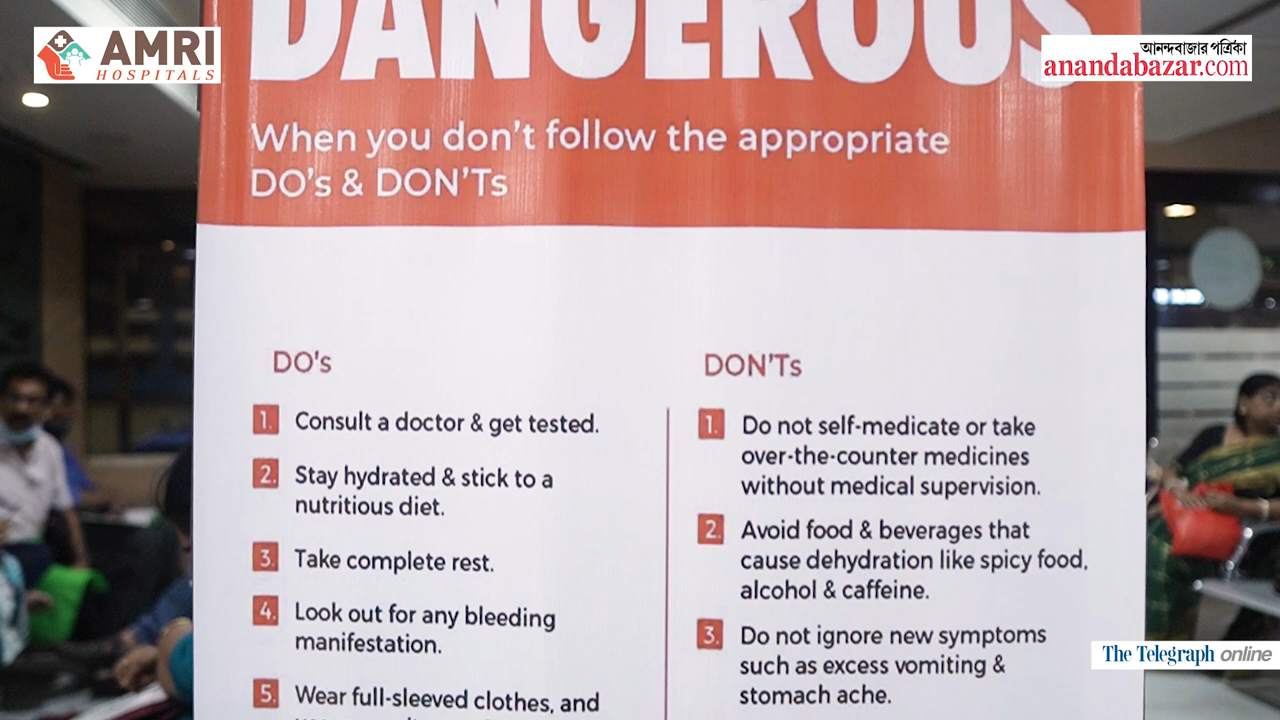 AMRI
HOSPITALS
আনন্দবাজার পত্রিকা
anandabazar.com
DANGEROUS
When you don't follow the appropriate
DO's & DON'Ts
DO's
1. Consult a doctor & get tested.
2. Stay hydrated & stick to a
nutritious diet.
3. Take complete rest.
4. Look out for any bleeding
manifestation.
5. Wear full-sleeved clothes, and
DON'Ts
1. Do not self-medicate or take
over-the-counter medicines
without medical supervision.
2. Avoid food & beverages that
cause dehydration like spicy food,
alcohol & caffeine.
3. Do not ignore new symptoms
such as excess vomiting &
stomach ache.
The Telegraph online